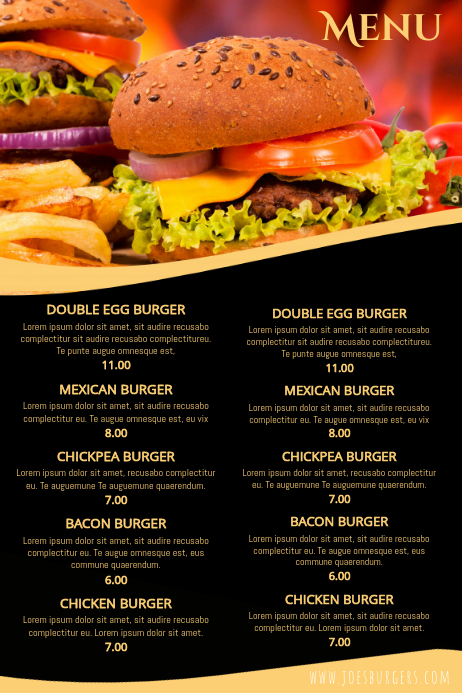 MENU
DOUBLE EGG BURGER
Lorem ipsum dolor sit amet, sit audire recusabo
complectitur sit audire recusabo complectitureu.
Te punte augue omnesque est,
11.00
MEXICAN BURGER
Lorem ipsum dolor sit amet, sit audire recusabo
Te augue omnesque est, eu vix
8.00
CHICKPEA BURGER
Lorem ipsum dolor sit amet, recusabo complectitur
eu. Te auguemune Te auguemune quaerendum.
7.00
BACON BURGER
Lorem ipsum dolor sit amet, sit audire recusabo
complectitur eu. Te augue omnesque est, eus
commune quaerendum.
6.00
CHICKEN BURGER
Lorem ipsum dolor sit amet, sit audire recusabo
complectitur eu. Lorem ipsum dolor sit amet.
7.00
DOUBLE EGG BURGER
Lorem ipsum dolor sit amet, sit audire recusabo
complectitur sit audire recusabo complectitureu.
Te punte augue omnesque est,
11.00
MEXICAN BURGER
Lorem ipsum dolor sit amet, sit audire recusabo
complectitur eu. Te augue omnesque est, eu vix
8.00
CHICKPEA BURGER
Lorem ipsum dolor sit amet, recusabo complectitur
eu. Te auguemune Te auguemune quaerendum.
7.00
BACON BURGER
Lorem ipsum dolor sit amet, sit audire recusabo
complectitur eu. Te augue omnesque est, eus
commune quaerendum.
6.00
CHICKEN BURGER
Lorem ipsum dolor sit amet, sit audire recusabo
complectitur eu. Lorem ipsum dolor sit amet.
7.00
WWW.JOESBURGERS.COM